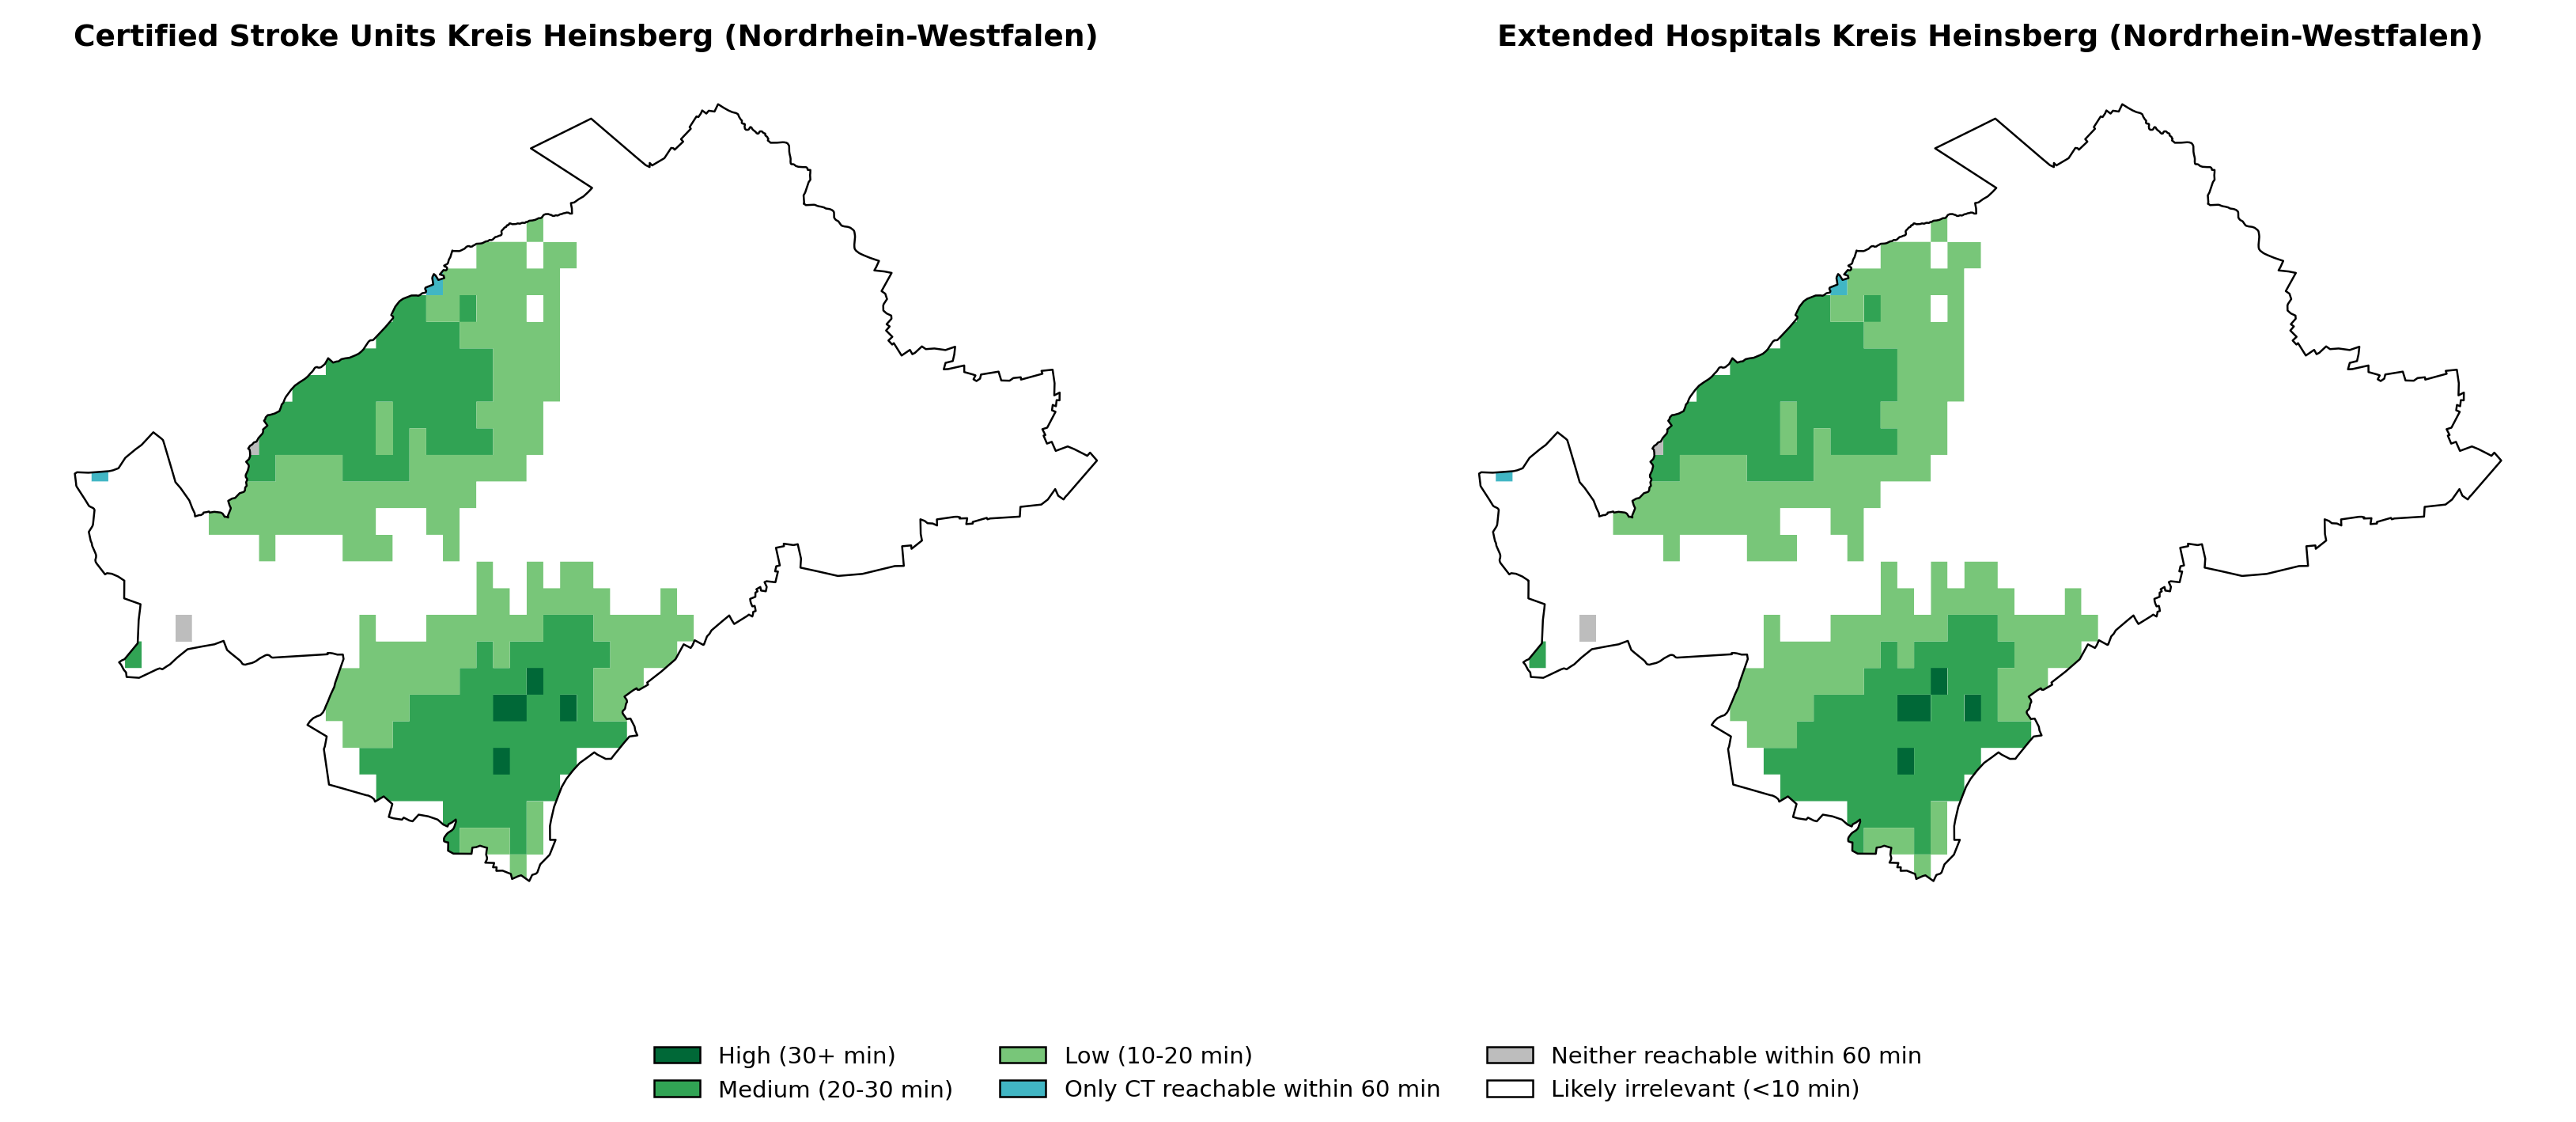 Certified Stroke Units Kreis Heinsberg (Nordrhein-Westfalen)
Extended Hospitals Kreis Heinsberg (Nordrhein-Westfalen)
High (30+ min)
Medium (20-30 min)
Low (10-20 min)
Only CT reachable within 60 min
Neither reachable within 60 min
Likely irrelevant (<10 min)